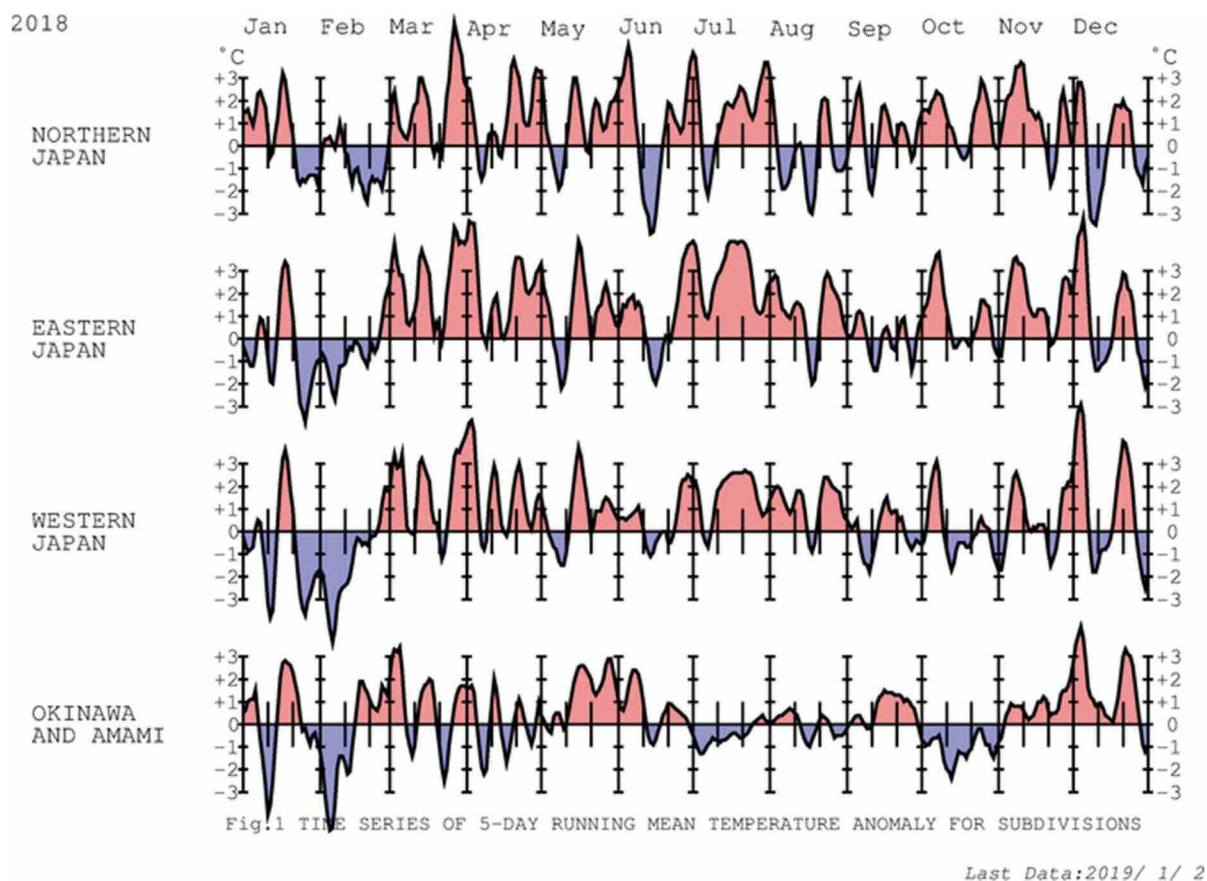 2018
Jan Feb Mar Apr May Jun Jul Aug Sep Oct Nov Dec
°C °C
+3 +3
+2 +2
+1 +1
NORTHERN
JAPAN
0 0
-1 -1
-2 -2
-3 -3
+3 +3
+2 +2
+1 +1
EASTERN
JAPAN
0 0
-1 -1
-2 -2
-3 -3
+3 +3
+2 +2
+1 +1
WESTERN
JAPAN
0 0
-1 -1
-2 -2
-3 -3
+3 +3
+2 +2
+1 +1
OKINAWA
AND AMAMI
0 0
-1 -1
-2 -2
-3 -3
Fig.1 TIME SERIES OF 5-DAY RUNNING MEAN TEMPERATURE ANOMALY FOR SUBDIVISIONS
Last Data:2019/ 1/ 2